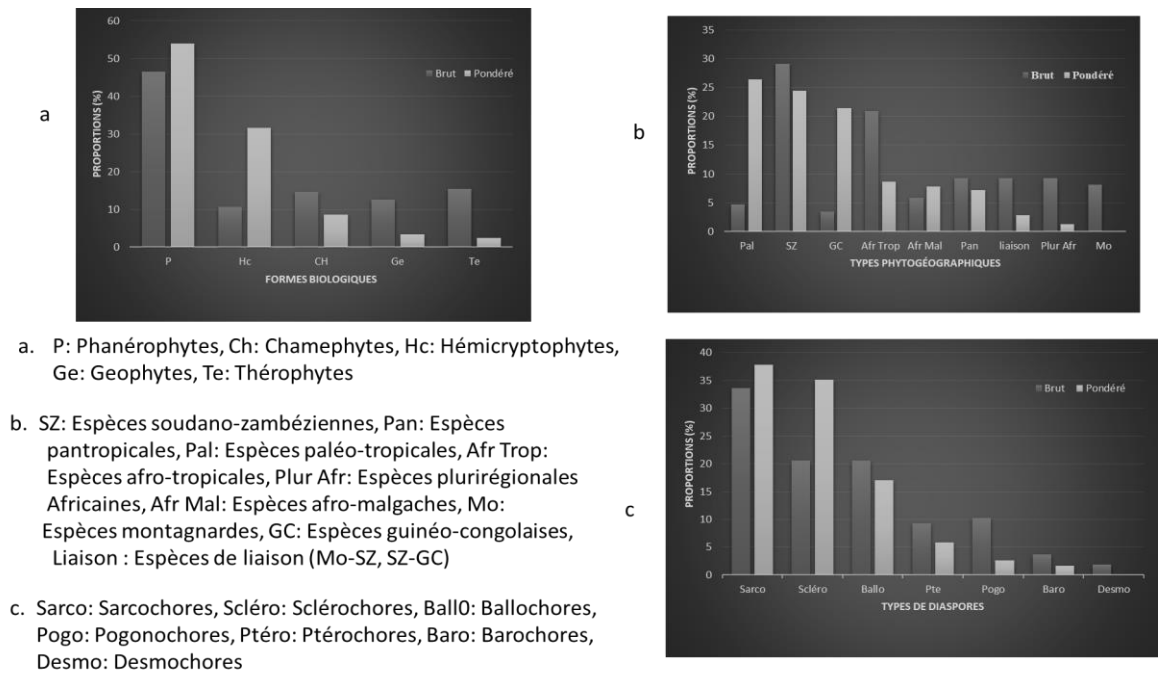 a
60
50
40
30
20
10
0
PROPORTIONS (%)
Brut Pondéré
P Hc CH Ge Te
FORMES BIOLOGIQUES
b
35
30
25
20
15
10
5
0
PROPORTIONS (%)
Brut Pondéré
Pal SZ GC Afr Trop Afr Mal Pan liaison Plur Afr Mo
TYPES PHYTOGÉOGRAPHIQUES
a. P: Phanérophytes, Ch: Chamephytes, Hc: Hémicryptophytes,
Ge: Geophytes, Te: Thérophytes
b. SZ: Espèces soudano-zambéziennes, Pan: Espèces
pantropicales, Pal: Espèces paléo-tropicales, Afr Trop:
Espèces afro-tropicales, Plur Afr: Espèces plurirégionales
Africaines, Afr Mal: Espèces afro-malgaches, Mo:
Espèces montagnardes, GC: Espèces guinéo-congolaises,
Liaison : Espèces de liaison (Mo-SZ, SZ-GC)
c. Sarco: Sarcochores, Scléro: Sclérochores, Ball0: Ballochores,
Pogo: Pogonochores, Ptéro: Ptérochores, Baro: Barochores,
Desmo: Desmochores
c
40
35
30
25
20
15
10
5
0
PROPORTIONS (%)
Brut Pondéré
Sarco Scléro Ballo Pte Pogo Baro Desmo
TYPES DE DIASPORES